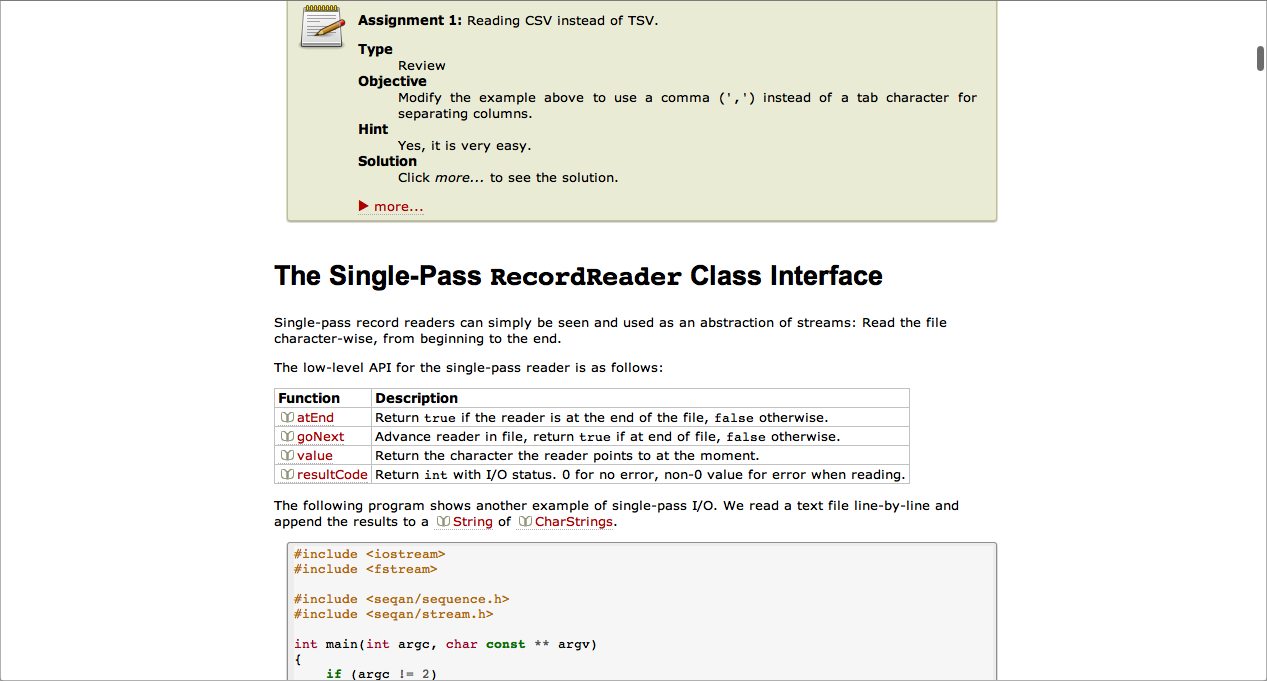 Assignment 1: Reading CSV instead of TSV.
Type
Review
Objective
Modify the example above to use a comma (',') instead of a tab character for
separating columns.
Hint
Yes, it is very easy.
Solution
Click more... to see the solution.
▶ more...
The Single-Pass RecordReader Class Interface
Single-pass record readers can simply be seen and used as an abstraction of streams: Read the file
character-wise, from beginning to the end.
The low-level API for the single-pass reader is as follows:
Function Description
atEnd Return true if the reader is at the end of the file, false otherwise.
goNext Advance reader in file, return true if at end of file, false otherwise.
value Return the character the reader points to at the moment.
resultCode Return int with I/O status. 0 for no error, non-0 value for error when reading.
The following program shows another example of single-pass I/O. We read a text file line-by-line and
append the results to a String of CharStrings.
#include <iostream>
#include <fstream>
#include <seqan/sequence.h>
#include <seqan/stream.h>
int main(int argc, char const ** argv)
{
if (argc != 2)